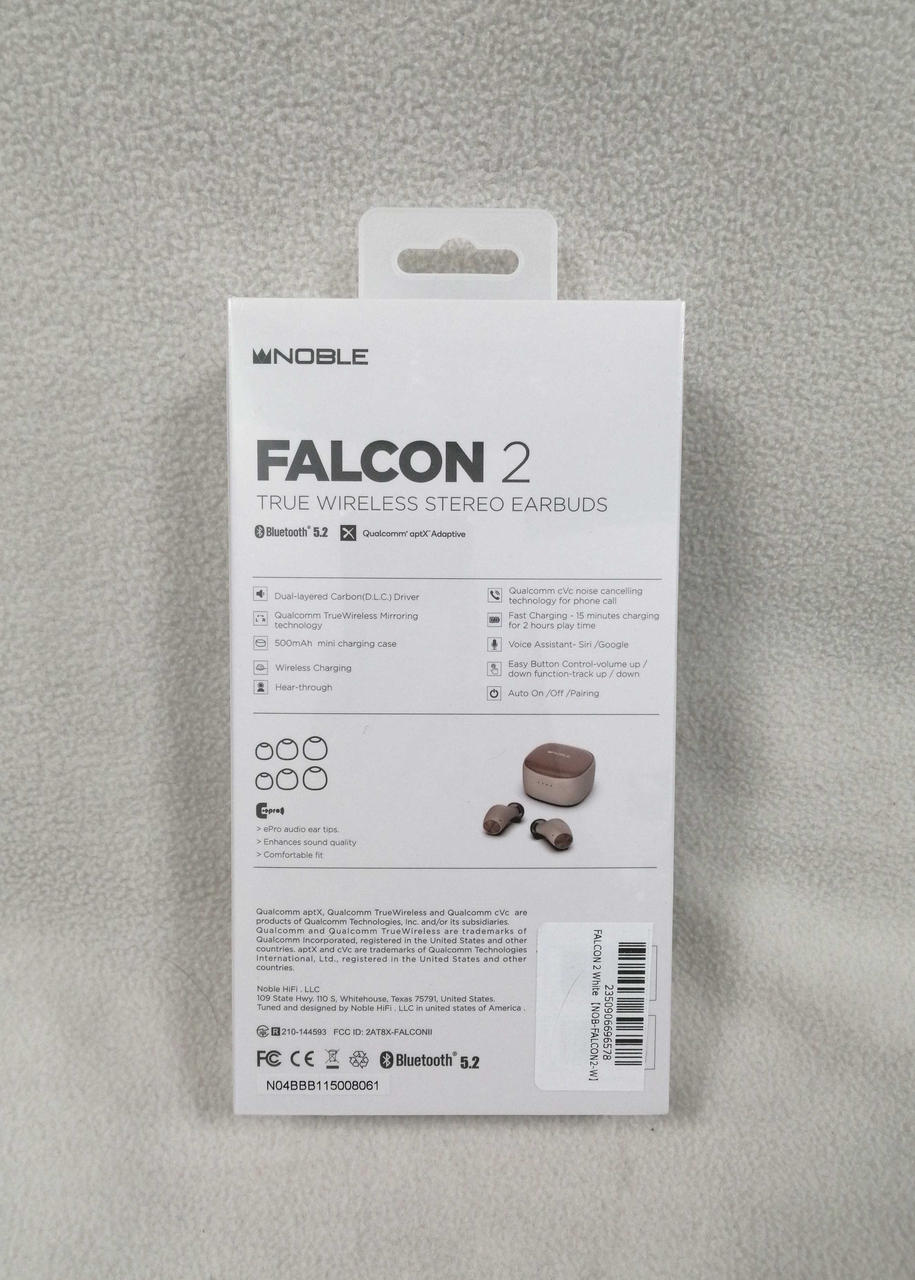 NOBLE
FALCON 2
TRUE WIRELESS STEREO EARBUDS
Bluetooth® 5.2
Qualcomm® aptX™ Adaptive
Dual-layered Carbon(D.L.C.) Driver
Qualcomm TrueWireless Mirroring
technology
500mAh mini charging case
Wireless Charging
Hear-through
Qualcomm cVc noise cancelling
technology for phone call
Fast Charging - 15 minutes charging
for 2 hours play time
Voice Assistant- Siri /Google
Easy Button Control-volume up /
down function-track up / down
Auto On /Off /Pairing
NOBLE
epro
> ePro audio ear tips.
> Enhances sound quality
> Comfortable fit
Qualcomm aptX, Qualcomm TrueWireless and Qualcomm cVc are
products of Qualcomm Technologies, Inc. and/or its subsidiaries.
Qualcomm and Qualcomm TrueWireless are trademarks of
Qualcomm Incorporated, registered in the United States and other
countries. aptX and cVc are trademarks of Qualcomm Technologies
International, Ltd., registered in the United States and other
countries.
Noble HiFi . LLC
109 State Hwy. 110 S, Whitehouse, Texas 75791, United States.
Tuned and designed by Noble HiFi . LLC in united states of America .
R 210-144593 FCC ID: 2AT8X-FALCONII
FC CE Bluetooth® 5.2
N04BBB115008061
2350906696578
FALCON 2 White 【NOB-FALCON2-W】